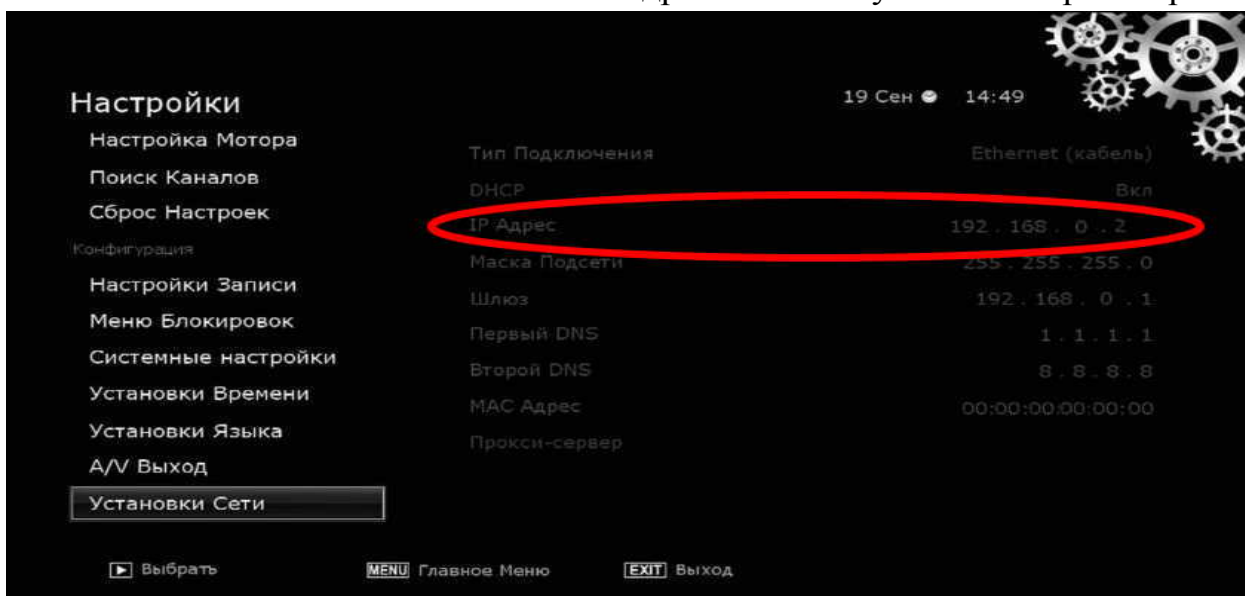 Настройки
19 Сен 14:49
Настройка Мотора
Поиск Каналов
Сброс Настроек
Конфигурация
Настройки Записи
Меню Блокировок
Системные настройки
Установки Времени
Установки Языка
A/V Выход
Установки Сети
Тип Подключения Ethernet (кабель)
DHCP Вкл
IP Адрес 192 . 168 . 0 . 2
Маска Подсети 255 . 255 . 255 . 0
Шлюз 192 . 168 . 0 . 1
Первый DNS 1 . 1 . 1 . 1
Второй DNS 8 . 8 . 8 . 8
MAC Адрес 00:00:00:00:00:00
Прокси-сервер
Выбрать MENU Главное Меню EXIT Выход